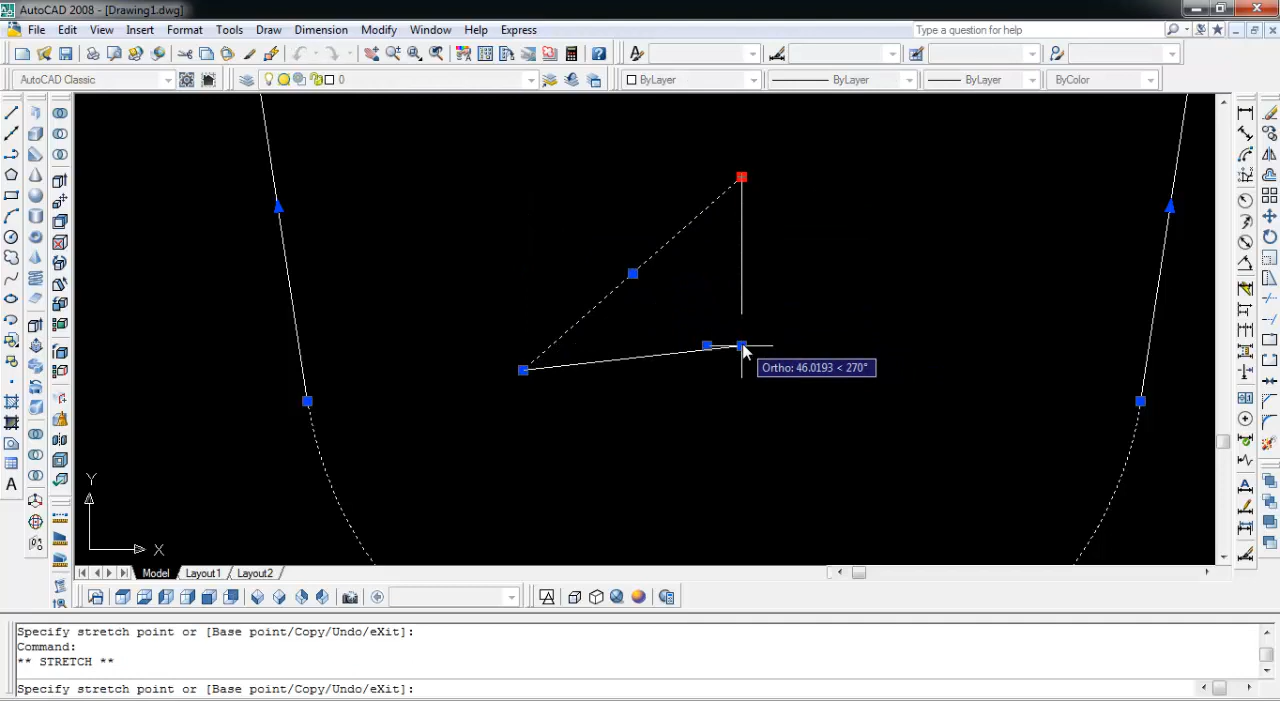 AutoCAD 2008 - [Drawing1.dwg]
File Edit View Insert Format Tools Draw Dimension Modify Window Help Express
Type a question for help
AutoCAD Classic
0
ByLayer
ByLayer
ByLayer
ByColor
Ortho: 46.0193 < 270°
A
Y
X
Model Layout1 Layout2
Specify stretch point or [Base point/Copy/Undo/eXit]:
Command:
** STRETCH **
Specify stretch point or [Base point/Copy/Undo/eXit]: